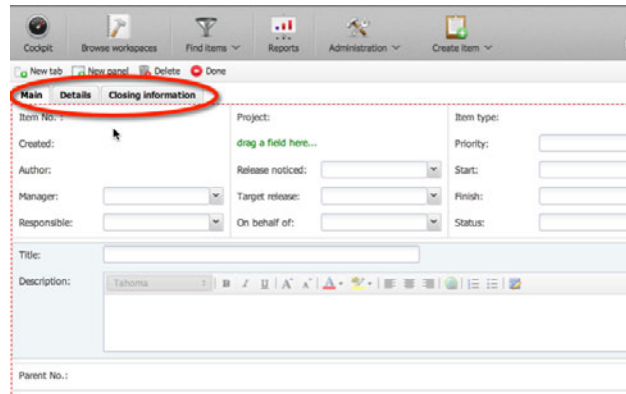 Cockpit Browse workspaces Find items Reports Administration Create item
New tab New panel Delete Done
Main Details Closing information
Item No. : Project: Item type:
Created: drag a field here... Priority:
Author: Release noticed: Start:
Manager: Target release: Finish:
Responsible: On behalf of: Status:
Title:
Description: Tahoma B I U A A A
Parent No.: